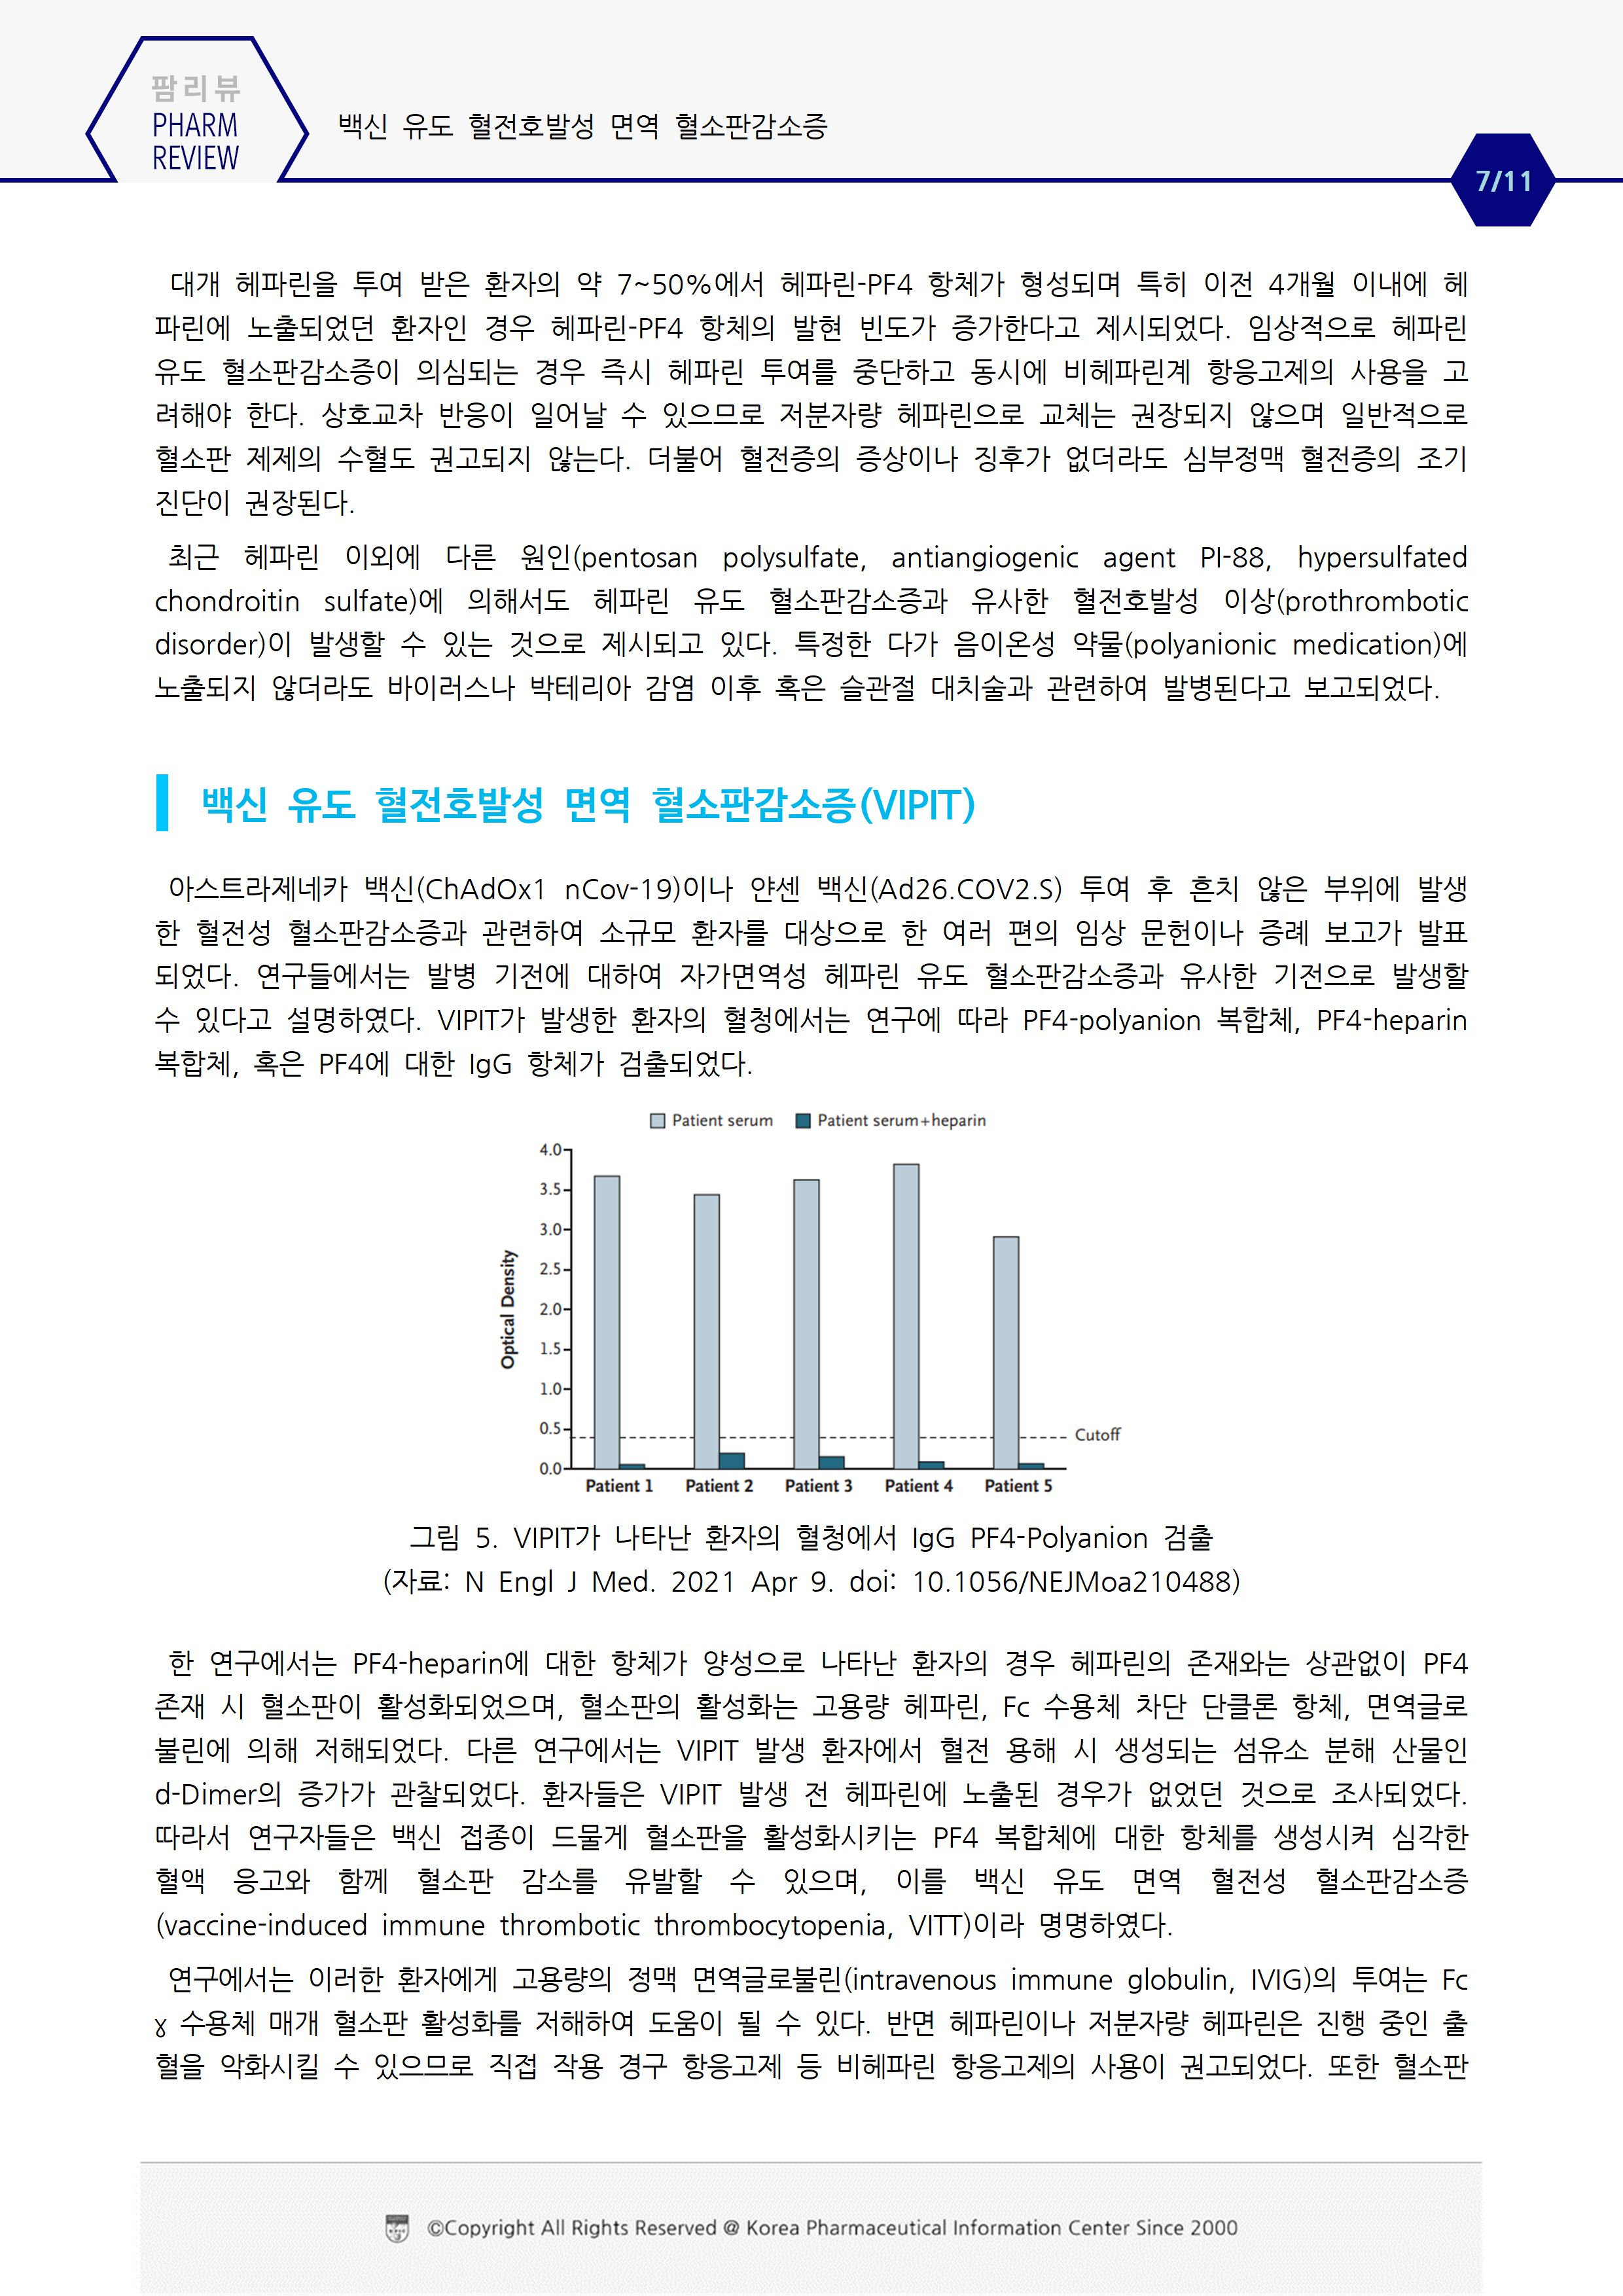 팜리뷰
PHARM
REVIEW
백신 유도 혈전호발성 면역 혈소판감소증
7/11
대개 헤파린을 투여 받은 환자의 약 7~50%에서 헤파린-PF4 항체가 형성되며 특히 이전 4개월 이내에 헤
파린에 노출되었던 환자인 경우 헤파린-PF4 항체의 발현 빈도가 증가한다고 제시되었다. 임상적으로 헤파린
유도 혈소판감소증이 의심되는 경우 즉시 헤파린 투여를 중단하고 동시에 비헤파린계 항응고제의 사용을 고
려해야 한다. 상호교차 반응이 일어날 수 있으므로 저분자량 헤파린으로 교체는 권장되지 않으며 일반적으로
혈소판 제제의 수혈도 권고되지 않는다. 더불어 혈전증의 증상이나 징후가 없더라도 심부정맥 혈전증의 조기
진단이 권장된다.
최근 헤파린 이외에 다른 원인(pentosan polysulfate, antiangiogenic agent PI-88, hypersulfated
chondroitin sulfate)에 의해서도 헤파린 유도 혈소판감소증과 유사한 혈전호발성 이상(prothrombotic
disorder)이 발생할 수 있는 것으로 제시되고 있다. 특정한 다가 음이온성 약물(polyanionic medication)에
노출되지 않더라도 바이러스나 박테리아 감염 이후 혹은 슬관절 대치술과 관련하여 발병된다고 보고되었다.
백신 유도 혈전호발성 면역 혈소판감소증(VIPIT)
아스트라제네카 백신(ChAdOx1 nCov-19)이나 얀센 백신(Ad26.COV2.S) 투여 후 흔치 않은 부위에 발생
한 혈전성 혈소판감소증과 관련하여 소규모 환자를 대상으로 한 여러 편의 임상 문헌이나 증례 보고가 발표
되었다. 연구들에서는 발병 기전에 대하여 자가면역성 헤파린 유도 혈소판감소증과 유사한 기전으로 발생할
수 있다고 설명하였다. VIPIT가 발생한 환자의 혈청에서는 연구에 따라 PF4-polyanion 복합체, PF4-heparin
복합체, 혹은 PF4에 대한 IgG 항체가 검출되었다.
Patient serum Patient serum+heparin
4.0
3.5
3.0
2.5
2.0
1.5
1.0
0.5
0.0
Optical Density
Cutoff
Patient 1 Patient 2 Patient 3 Patient 4 Patient 5
그림 5. VIPIT가 나타난 환자의 혈청에서 IgG PF4-Polyanion 검출
(자료: N Engl J Med. 2021 Apr 9. doi: 10.1056/NEJMoa210488)
한 연구에서는 PF4-heparin에 대한 항체가 양성으로 나타난 환자의 경우 헤파린의 존재와는 상관없이 PF4
존재 시 혈소판이 활성화되었으며, 혈소판의 활성화는 고용량 헤파린, Fc 수용체 차단 단클론 항체, 면역글로
불린에 의해 저해되었다. 다른 연구에서는 VIPIT 발생 환자에서 혈전 용해 시 생성되는 섬유소 분해 산물인
d-Dimer의 증가가 관찰되었다. 환자들은 VIPIT 발생 전 헤파린에 노출된 경우가 없었던 것으로 조사되었다.
따라서 연구자들은 백신 접종이 드물게 혈소판을 활성화시키는 PF4 복합체에 대한 항체를 생성시켜 심각한
혈액 응고와 함께 혈소판 감소를 유발할 수 있으며, 이를 백신 유도 면역 혈전성 혈소판감소증
(vaccine-induced immune thrombotic thrombocytopenia, VITT)이라 명명하였다.
연구에서는 이러한 환자에게 고용량의 정맥 면역글로불린(intravenous immune globulin, IVIG)의 투여는 Fc
ɣ 수용체 매개 혈소판 활성화를 저해하여 도움이 될 수 있다. 반면 헤파린이나 저분자량 헤파린은 진행 중인 출
혈을 악화시킬 수 있으므로 직접 작용 경구 항응고제 등 비헤파린 항응고제의 사용이 권고되었다. 또한 혈소판
©Copyright All Rights Reserved @ Korea Pharmaceutical Information Center Since 2000